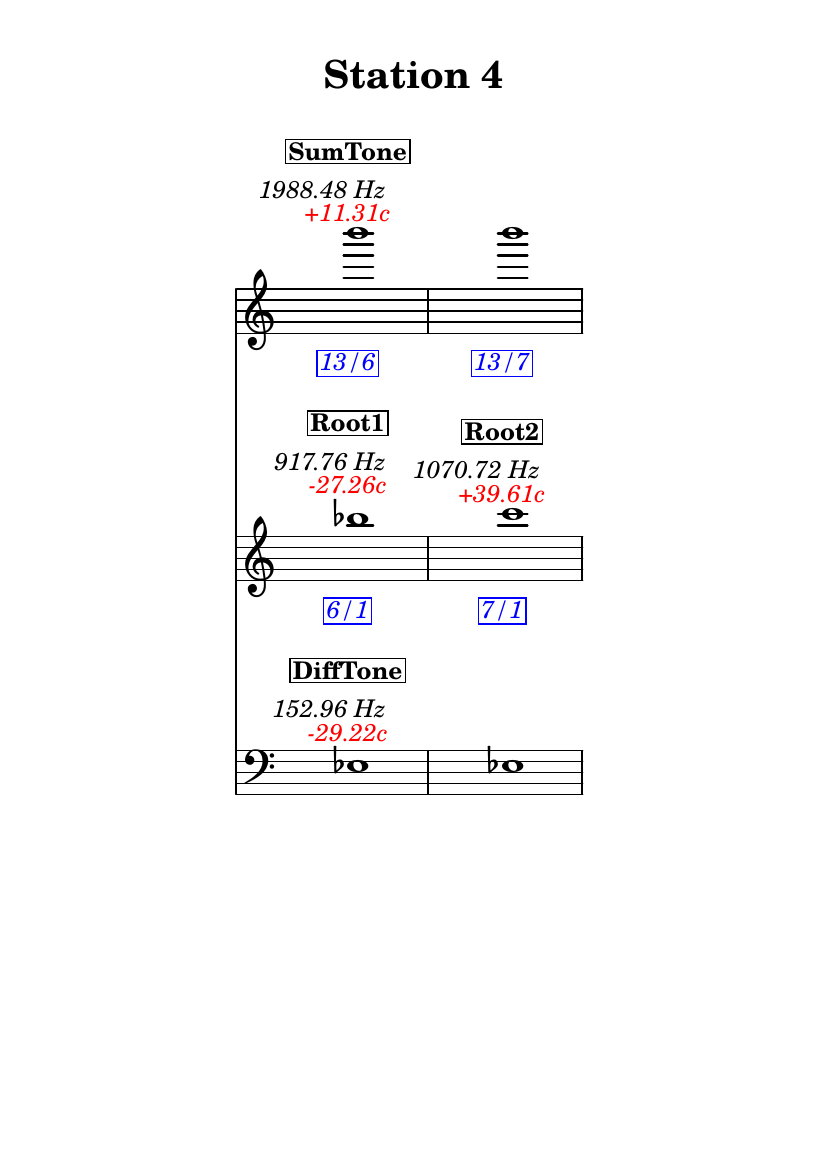 Station 4
SumTone
1988.48 Hz
+11.31c
13/6
13/7
Root1
917.76 Hz
-27.26c
Root2
1070.72 Hz
+39.61c
6/1
7/1
DiffTone
152.96 Hz
-29.22c